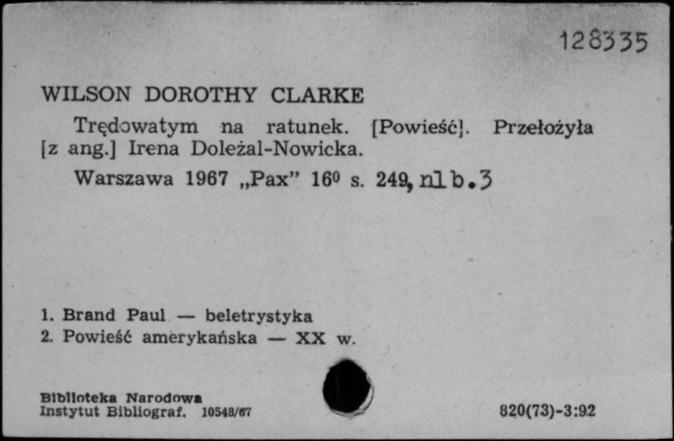 128335
WILSON DOROTHY CLARKE
Trędowatym na ratunek. [Powieść]. Przełożyła
[z ang.] Irena Doleżal-Nowicka.
Warszawa 1967 „Pax” 16⁰ s. 249, nlb. 3
1. Brand Paul — beletrystyka
2. Powieść amerykańska — XX w.
Biblioteka Narodowa
Instytut Bibliograf. 10548/67
820(73)-3:92